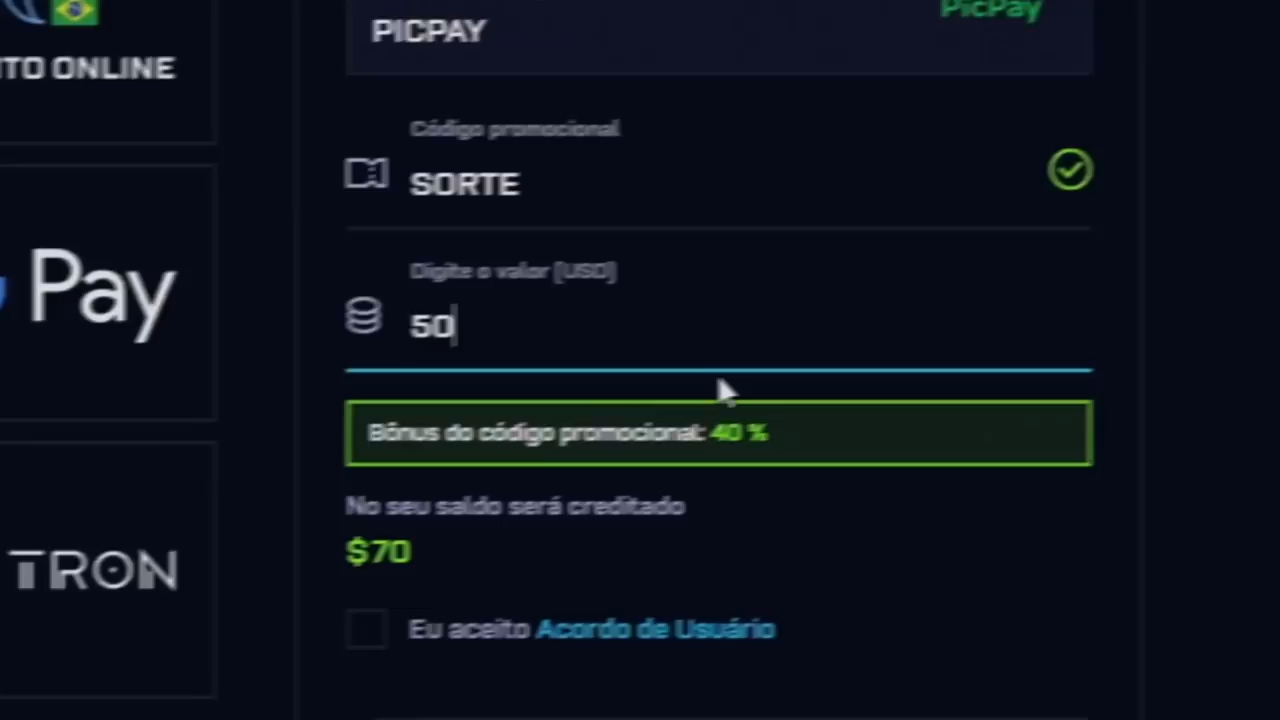 PicPay
PICPAY
TO ONLINE
Código promocional
SORTE
Digite o valor [USD]
Pay
50
Bônus do código promocional: 40 %
No seu saldo será creditado
$70
TRON
Eu aceito Acordo de Usuário